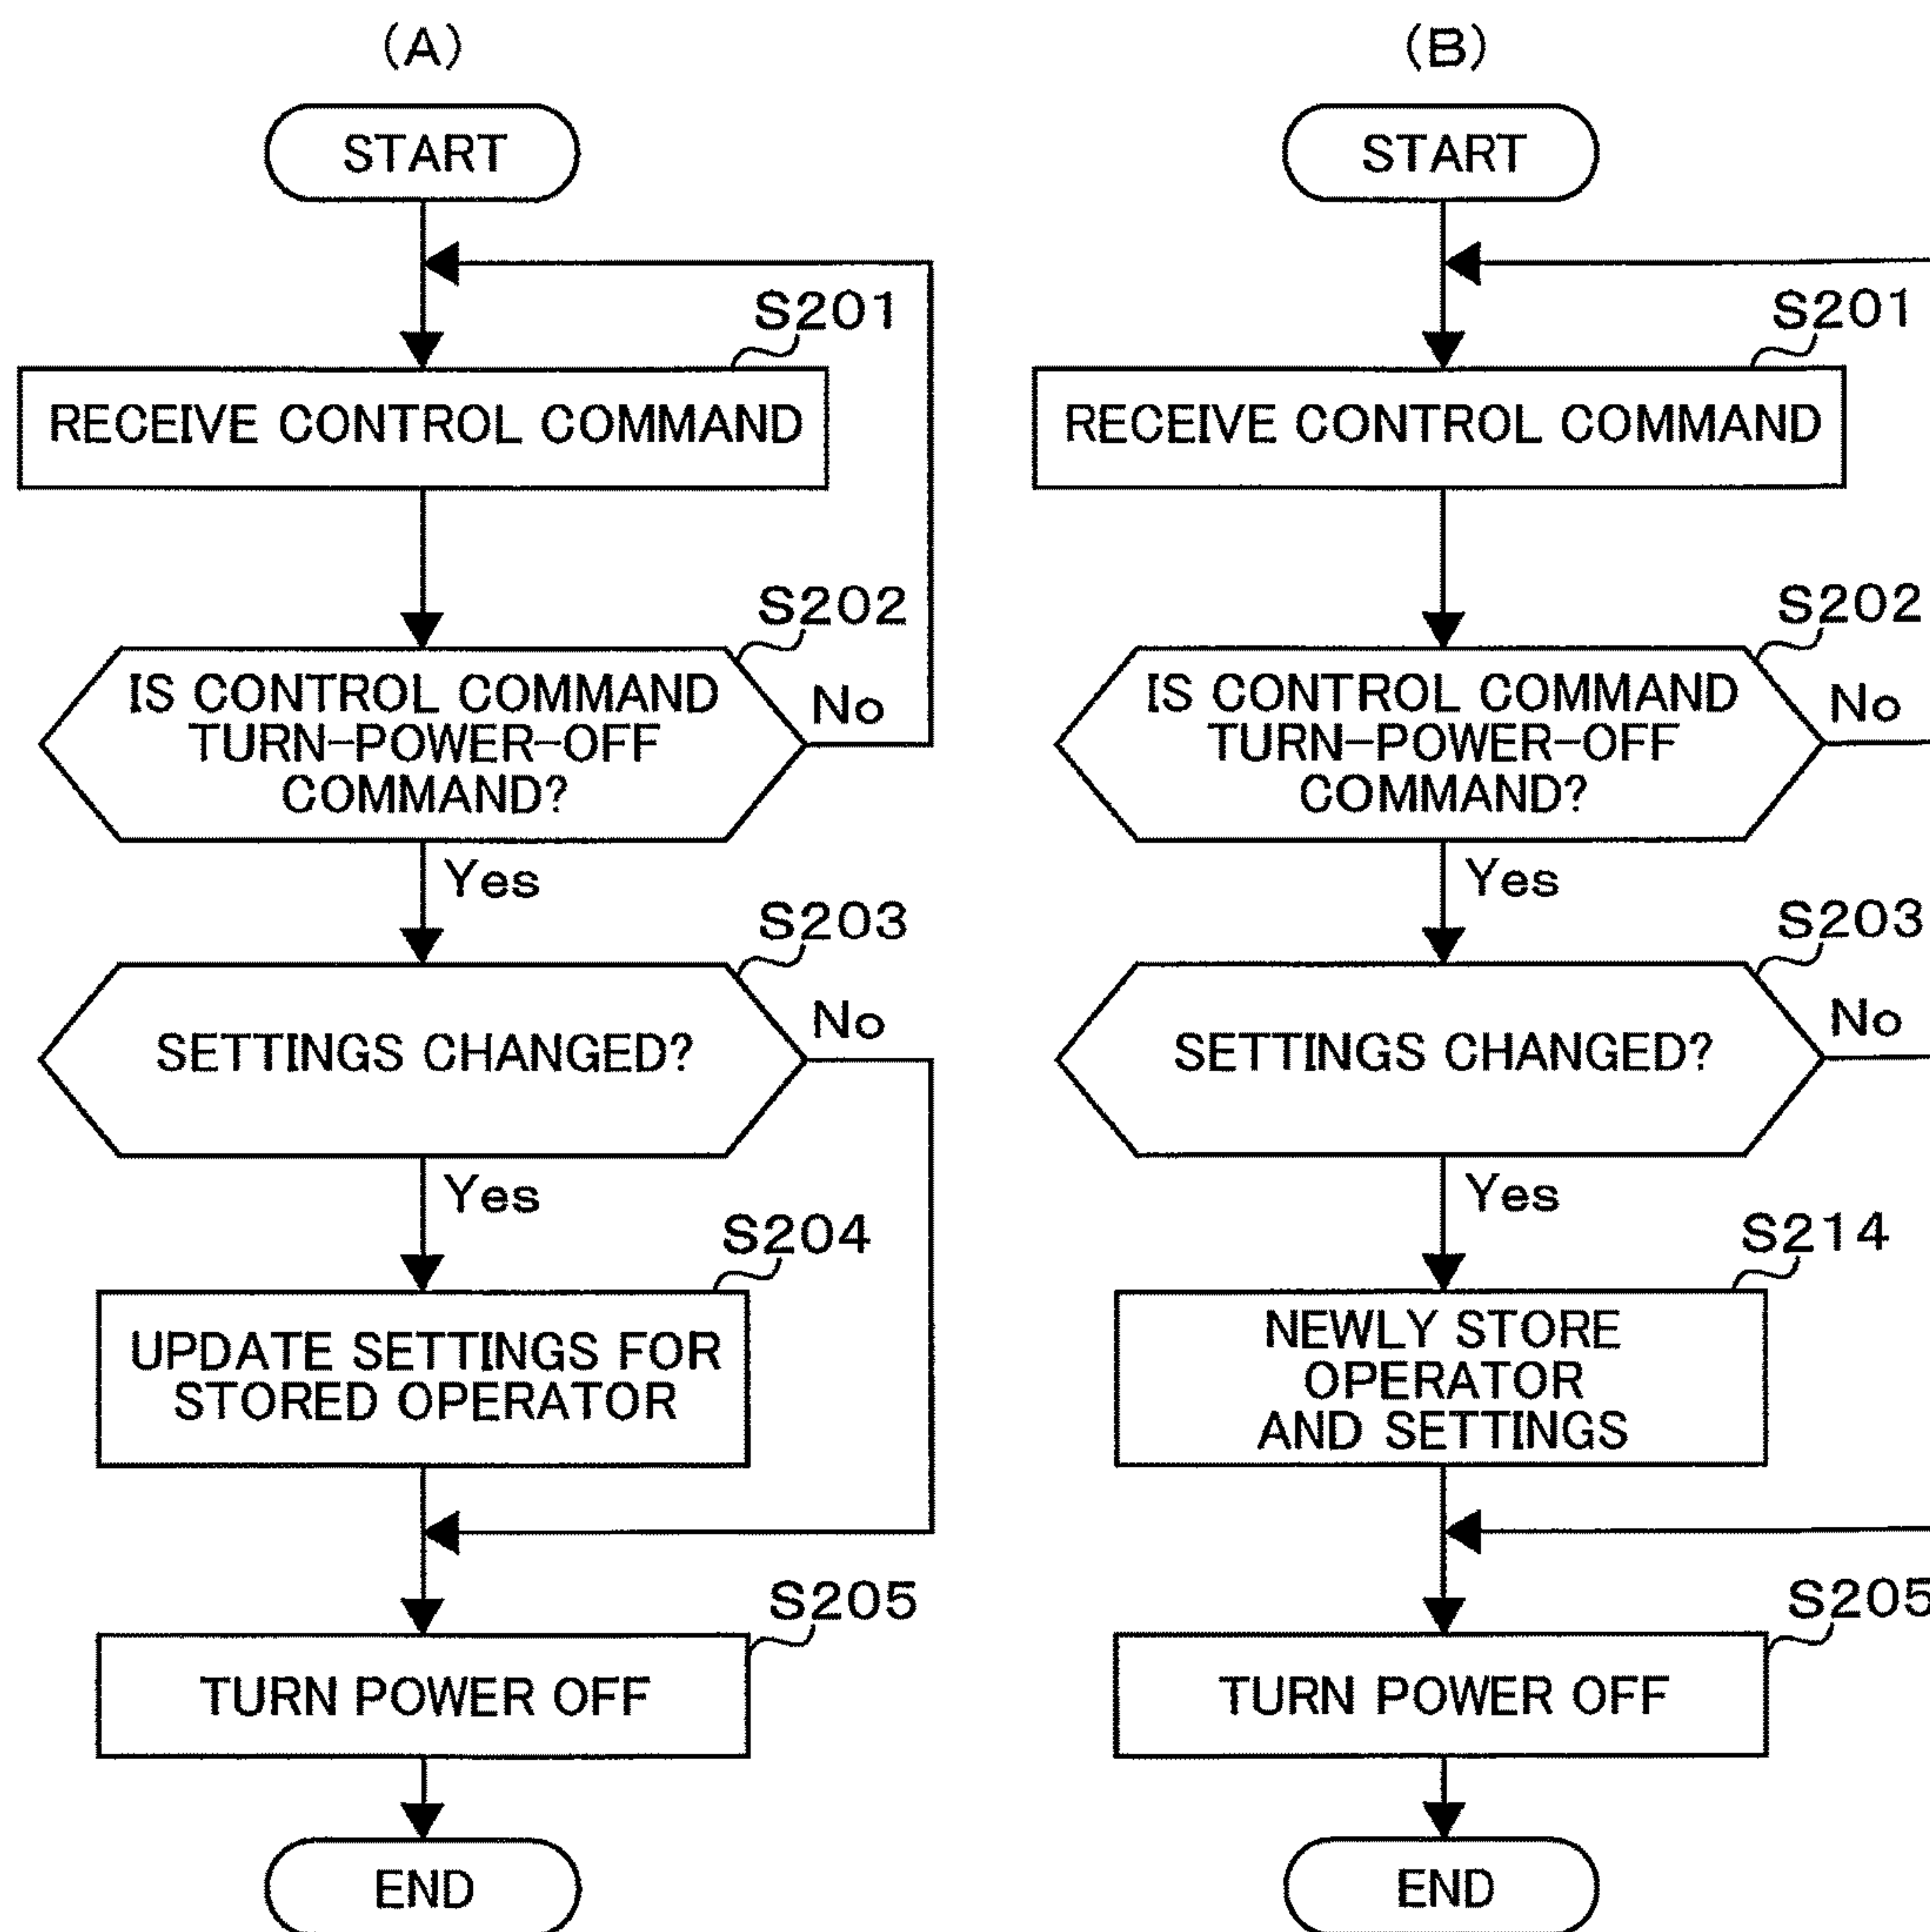 (A)
START
S201
RECEIVE CONTROL COMMAND
S202
IS CONTROL COMMAND
TURN-POWER-OFF
COMMAND?
No
Yes
S203
SETTINGS CHANGED?
No
Yes
S204
UPDATE SETTINGS FOR
STORED OPERATOR
S205
TURN POWER OFF
END
(B)
START
S201
RECEIVE CONTROL COMMAND
S202
IS CONTROL COMMAND
TURN-POWER-OFF
COMMAND?
No
Yes
S203
SETTINGS CHANGED?
No
Yes
S214
NEWLY STORE
OPERATOR
AND SETTINGS
S205
TURN POWER OFF
END